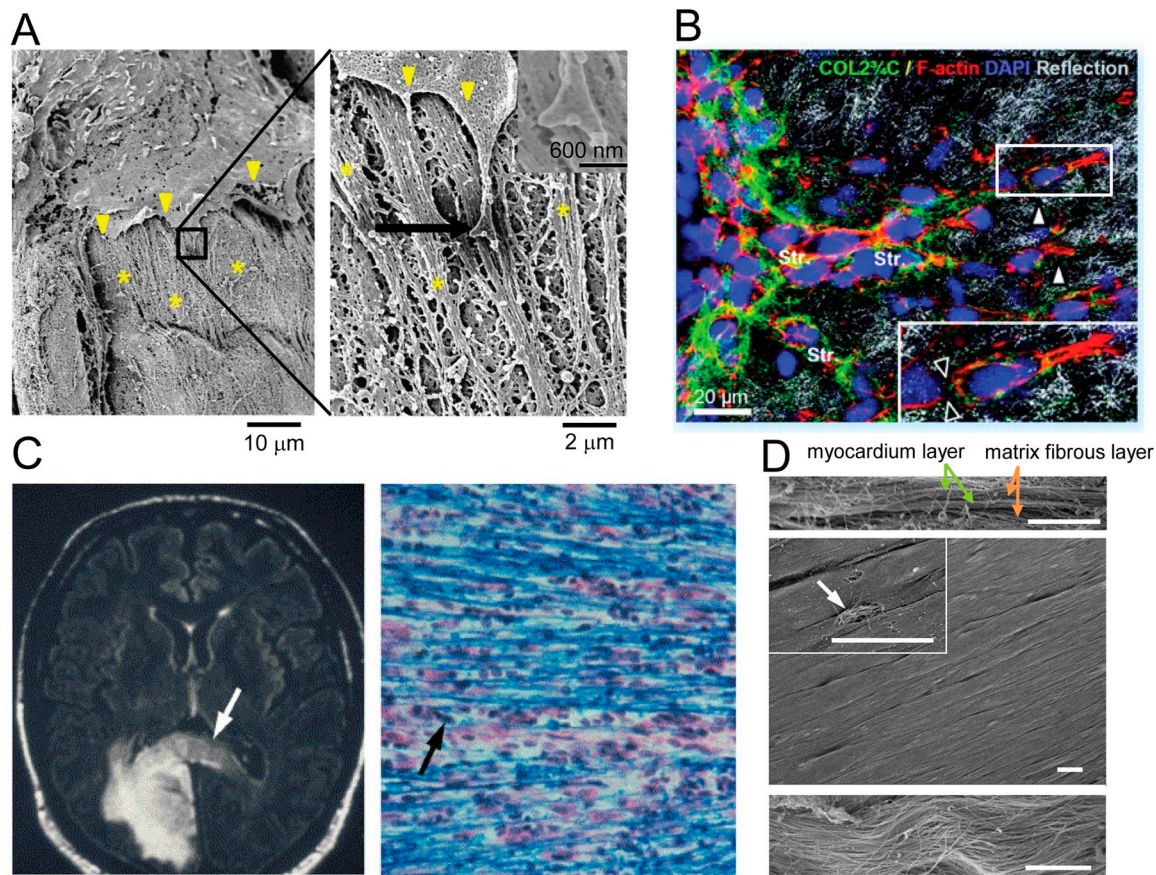 A
600 nm
10 μm
2 μm
B
COL2¾C / F-actin DAPI Reflection
Str.
Str.
Str.
20 μm
C
D
myocardium layer
matrix fibrous layer